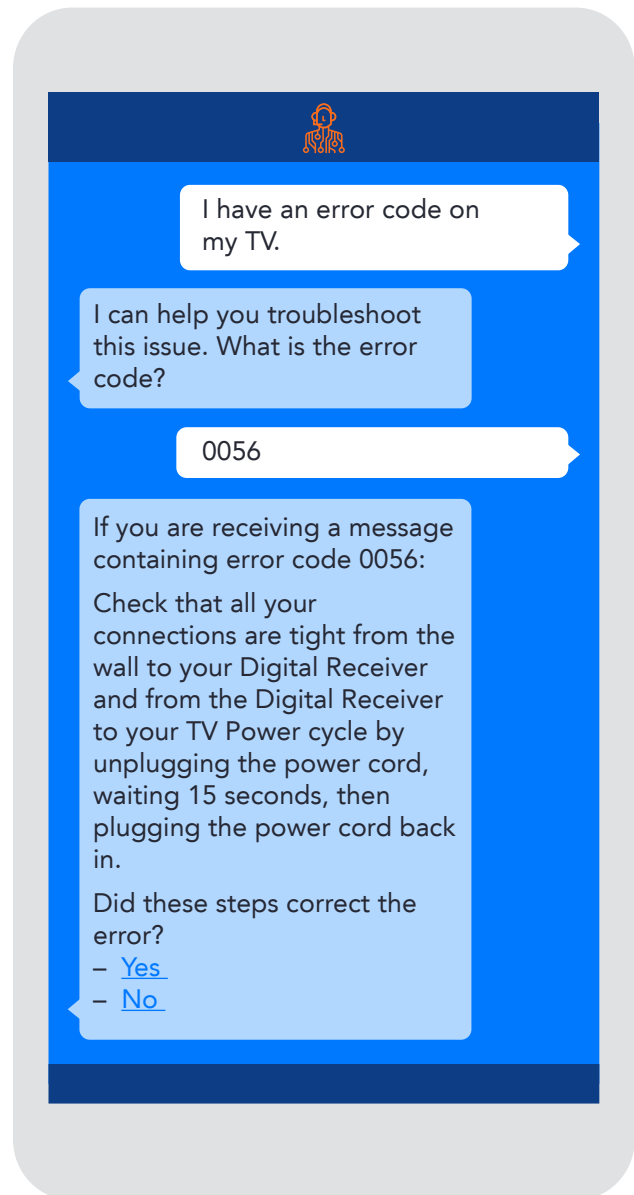 I have an error code on
my TV.
I can help you troubleshoot
this issue. What is the error
code?
0056
If you are receiving a message
containing error code 0056:
Check that all your
connections are tight from the
wall to your Digital Receiver
and from the Digital Receiver
to your TV Power cycle by
unplugging the power cord,
waiting 15 seconds, then
plugging the power cord back
in.
Did these steps correct the
error?
– Yes
– No